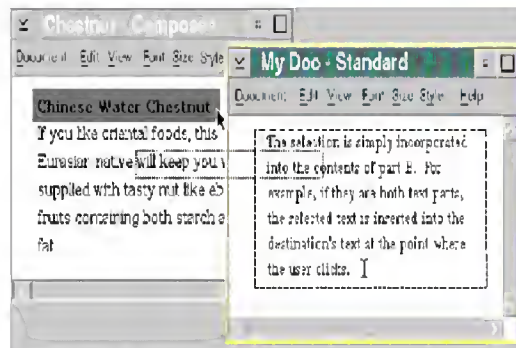 Chestnut - Composer
Document Edit View Font Size Style
Chinese Water Chestnut
If you like oriental foods, this
Eurasian native will keep you
supplied with tasty nut like
fruits containing both starch
fat
My Doc - Standard
Document Edit View Font Size Style Help
The selection is simply incorporated
into the contents of part B. For
example, if they are both text parts,
the selected text is inserted into the
destination's text at the point where
the user clicks.